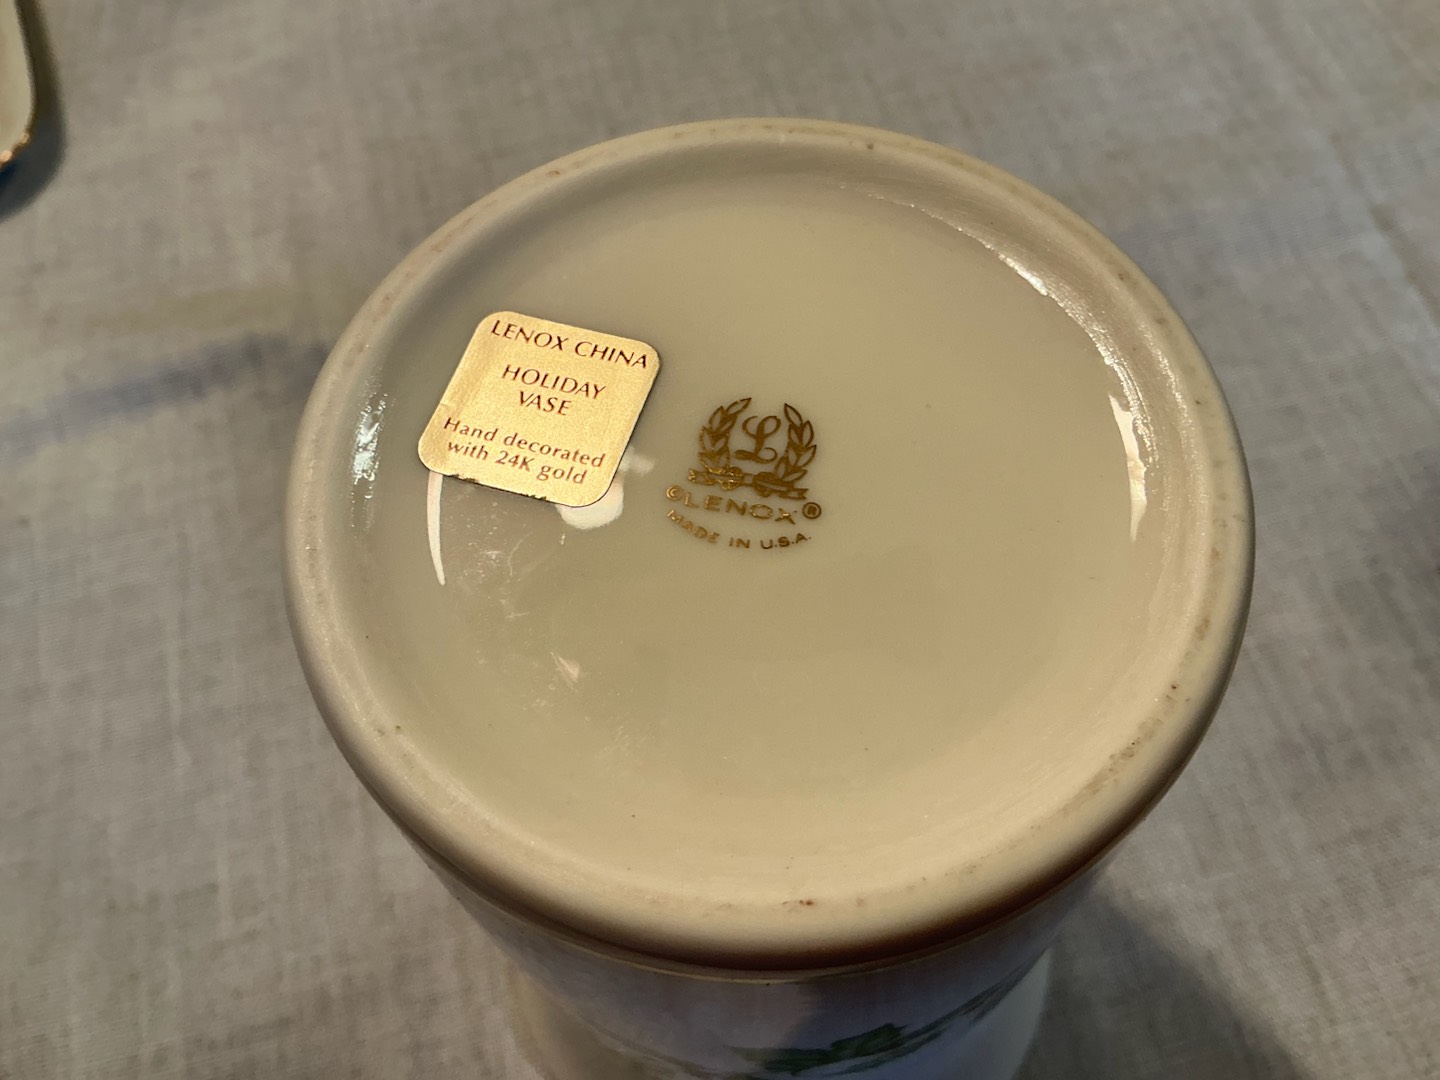 LENOX CHINA
HOLIDAY
VASE
Hand decorated
with 24K gold
L
©LENOX®
MADE IN U.S.A.